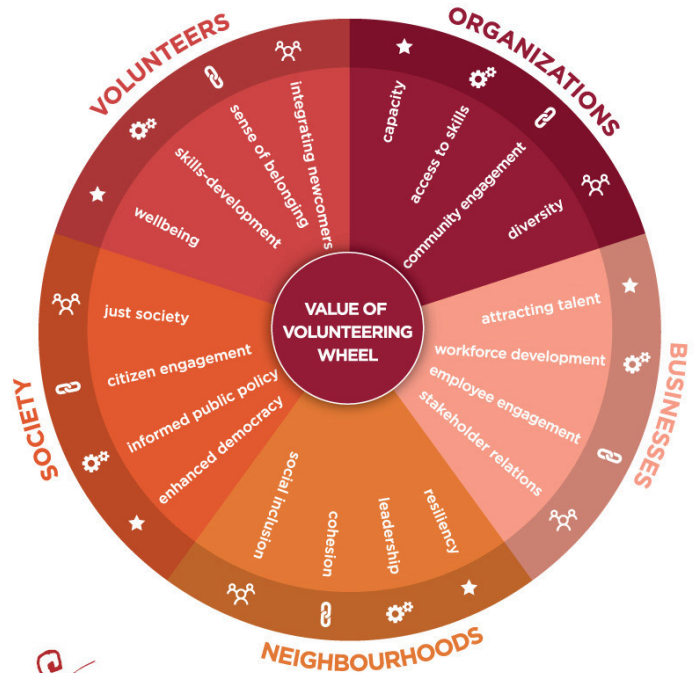 VALUE OF
VOLUNTEERING
WHEEL
VOLUNTEERS
wellbeing
skills-development
sense of belonging
integrating newcomers
ORGANIZATIONS
capacity
access to skills
community engagement
diversity
BUSINESSES
attracting talent
workforce development
employee engagement
stakeholder relations
NEIGHBOURHOODS
resiliency
leadership
cohesion
social inclusion
SOCIETY
enhanced democracy
informed public policy
citizen engagement
just society